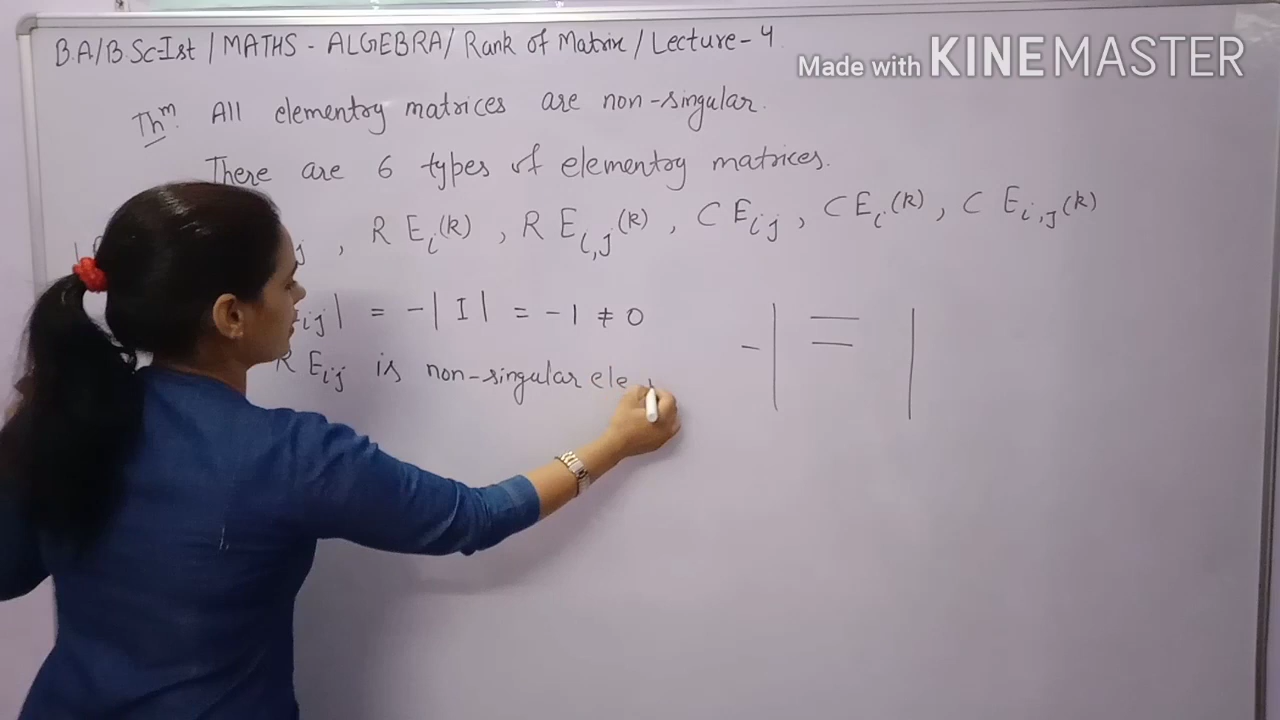 B.A/B.Sc-Ist / MATHS - ALGEBRA / Rank of Matrix / Lecture - 4
Made with KINEMASTER
Thm. All elementry matrices are non-singular.
There are 6 types of elementry matrices.
j , R Ei(k) , R Ei,j(k) , C Eij , C Ei(k) , C Ei,j(k)
ij| = -| I | = -1 ≠ 0
R Eij is non-singular ele
-| = |